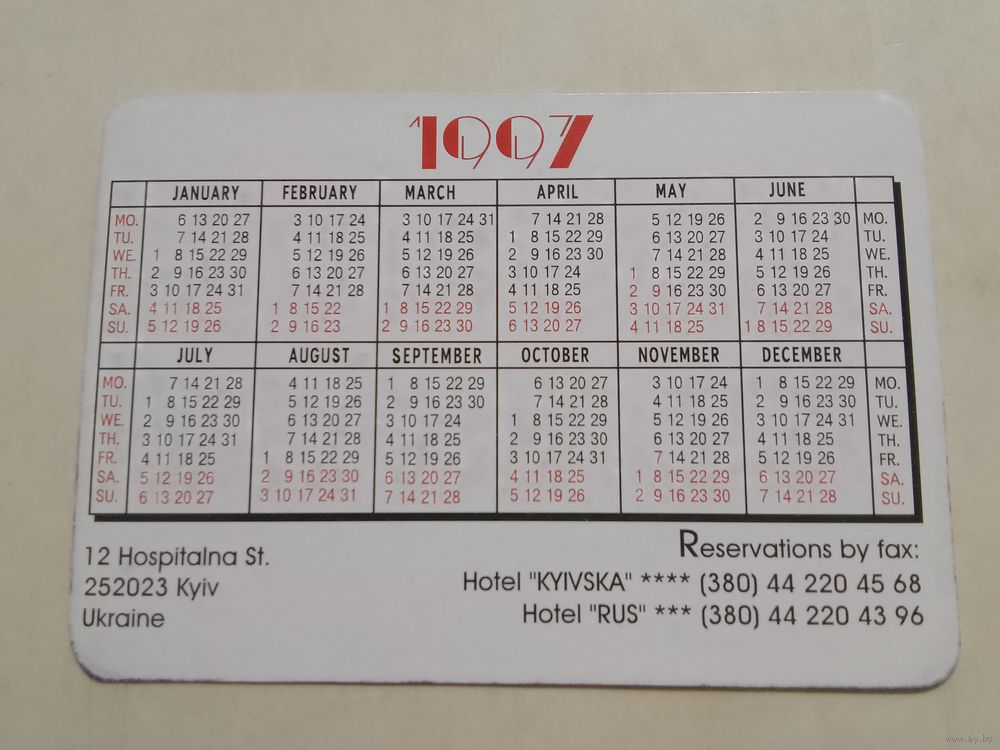 1997
JANUARY FEBRUARY MARCH APRIL MAY JUNE
MO. 6 13 20 27 3 10 17 24 3 10 17 24 31 7 14 21 28 5 12 19 26 2 9 16 23 30 MO.
TU. 7 14 21 28 4 11 18 25 4 11 18 25 1 8 15 22 29 6 13 20 27 3 10 17 24 TU.
WE. 1 8 15 22 29 5 12 19 26 5 12 19 26 2 9 16 23 30 7 14 21 28 4 11 18 25 WE.
TH. 2 9 16 23 30 6 13 20 27 6 13 20 27 3 10 17 24 1 8 15 22 29 5 12 19 26 TH.
FR. 3 10 17 24 31 7 14 21 28 7 14 21 28 4 11 18 25 2 9 16 23 30 6 13 20 27 FR.
SA. 4 11 18 25 1 8 15 22 1 8 15 22 29 5 12 19 26 3 10 17 24 31 7 14 21 28 SA.
SU. 5 12 19 26 2 9 16 23 2 9 16 23 30 6 13 20 27 4 11 18 25 1 8 15 22 29 SU.
JULY AUGUST SEPTEMBER OCTOBER NOVEMBER DECEMBER
MO. 7 14 21 28 4 11 18 25 1 8 15 22 29 6 13 20 27 3 10 17 24 1 8 15 22 29 MO.
TU. 1 8 15 22 29 5 12 19 26 2 9 16 23 30 7 14 21 28 4 11 18 25 2 9 16 23 30 TU.
WE. 2 9 16 23 30 6 13 20 27 3 10 17 24 1 8 15 22 29 5 12 19 26 3 10 17 24 31 WE.
TH. 3 10 17 24 31 7 14 21 28 4 11 18 25 2 9 16 23 30 6 13 20 27 4 11 18 25 TH.
FR. 4 11 18 25 1 8 15 22 29 5 12 19 26 3 10 17 24 31 7 14 21 28 5 12 19 26 FR.
SA. 5 12 19 26 2 9 16 23 30 6 13 20 27 4 11 18 25 1 8 15 22 29 6 13 20 27 SA.
SU. 6 13 20 27 3 10 17 24 31 7 14 21 28 5 12 19 26 2 9 16 23 30 7 14 21 28 SU.
12 Hospitalna St.
252023 Kyiv
Ukraine
Reservations by fax:
Hotel "KYIVSKA" **** (380) 44 220 45 68
Hotel "RUS" *** (380) 44 220 43 96
www.ay.by